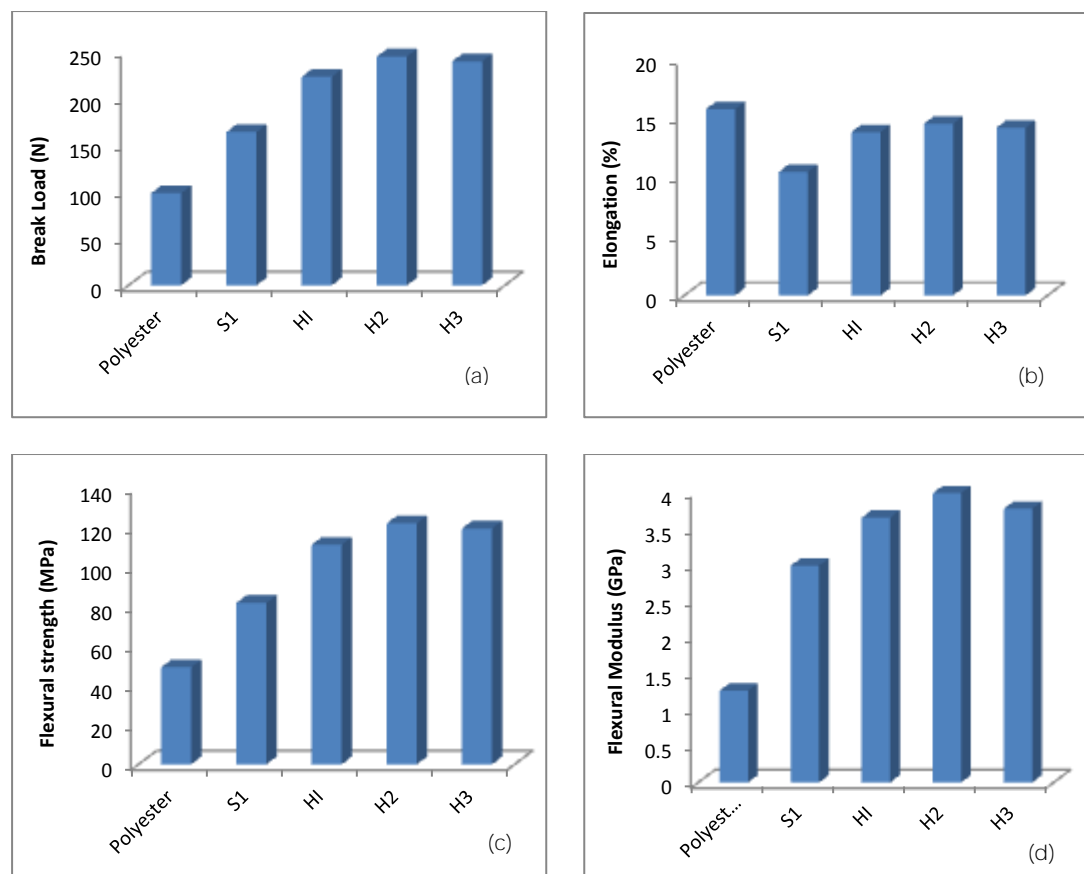 Break Load (N)
250
200
150
100
50
0
Polyester
S1
HI
H2
H3
(a)
Elongation (%)
20
15
10
5
0
Polyester
S1
HI
H2
H3
(b)
Flexural strength (MPa)
140
120
100
80
60
40
20
0
Polyester
S1
HI
H2
H3
(c)
Flexural Modulus (GPa)
4
3.5
3
2.5
2
1.5
1
0.5
0
Polyest...
S1
HI
H2
H3
(d)